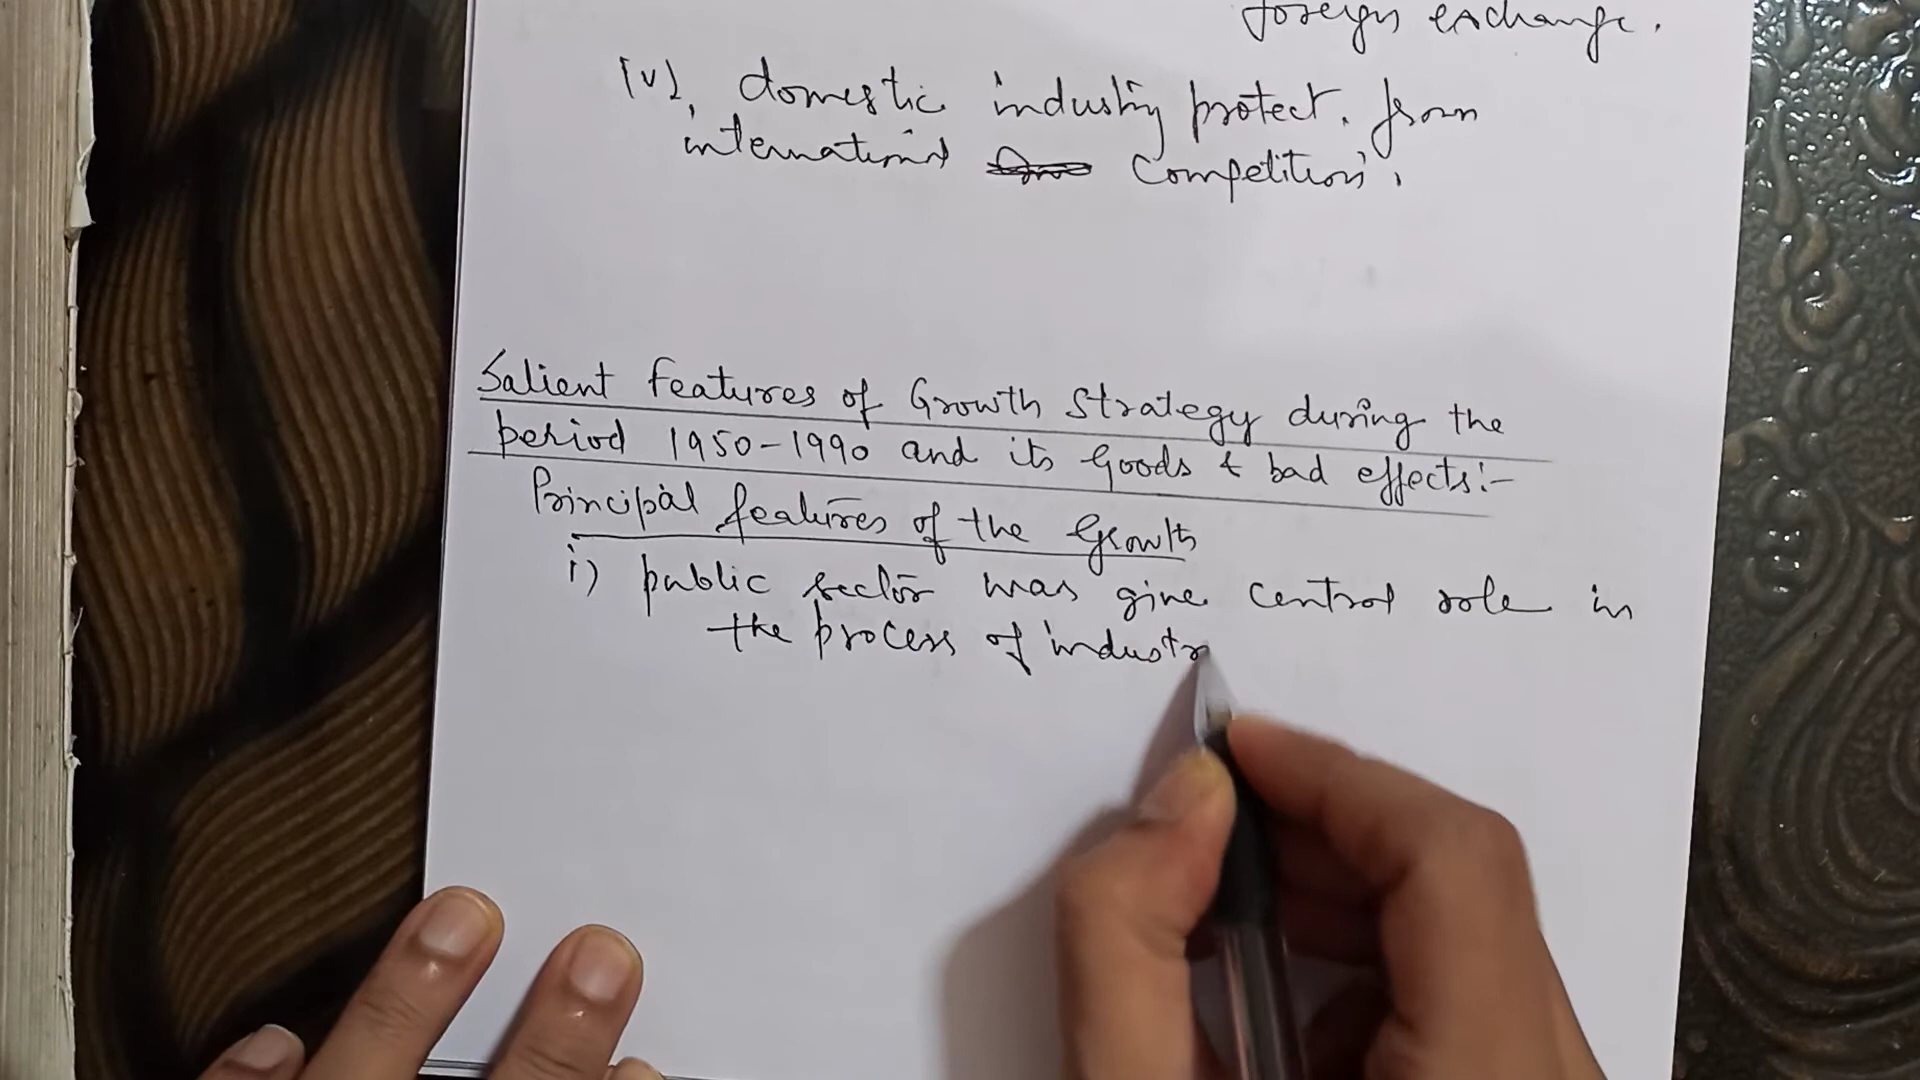 foreign exchange.
(v), domestic industry protect. from
international competition,
Salient features of Growth Strategy during the
period 1950-1990 and its Goods & bad effects:-
Principal features of the Growth
i) public sector was give central role in
the process of industr